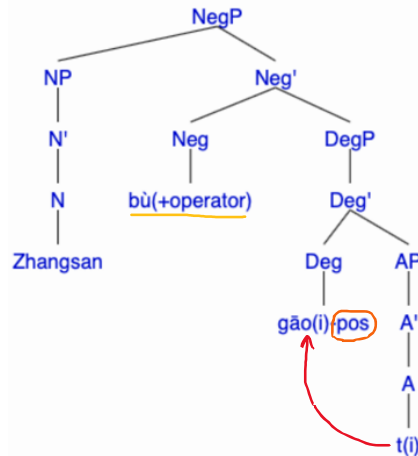 NegP
NP Neg'
N' Neg DegP
N bù(+operator) Deg'
Zhangsan Deg AP
gāo(i)-pos A'
A
t(i)